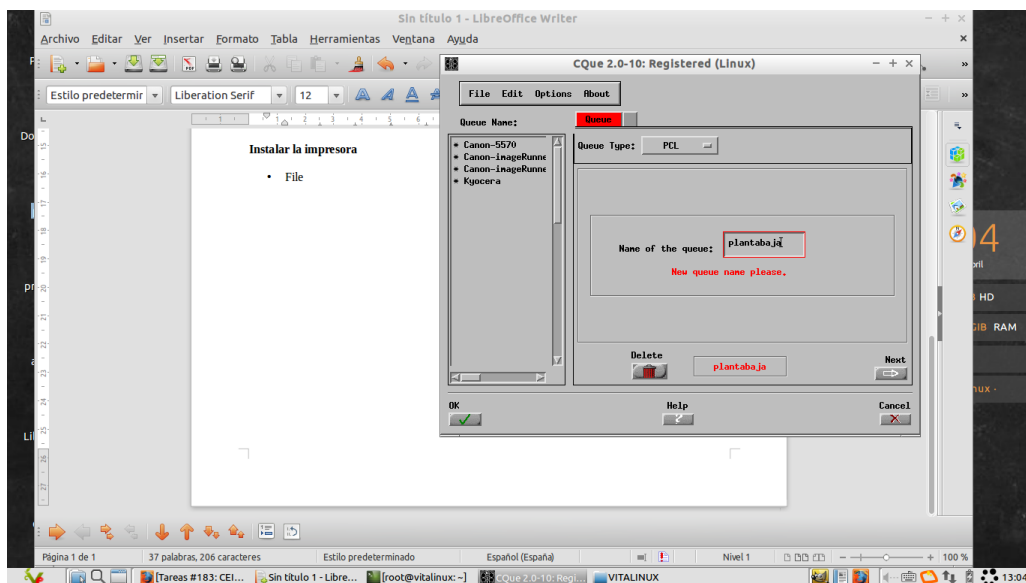 Sin título 1 - LibreOffice Writer
Archivo Editar Ver Insertar Formato Tabla Herramientas Ventana Ayuda
Estilo predetermir
Liberation Serif
12
Instalar la impresora
• File
CQue 2.0-10: Registered (Linux)
File Edit Options About
Queue Name:
Canon-5570
Canon-imageRunne
Canon-imageRunne
Kyocera
Queue
Queue Type: PCL
Name of the queue: plantabaja
New queue name please.
Delete
plantabaja
Next
OK
Help
Cancel
HD
GIB RAM
Página 1 de 1
37 palabras, 206 caracteres
Estilo predeterminado
Español (España)
Nivel 1
100 %
[Tareas #183: CEI...
Sin título 1 - Libre...
[root@vitalinux: ~]
CQue 2.0-10: Regi...
VITALINUX
13:04